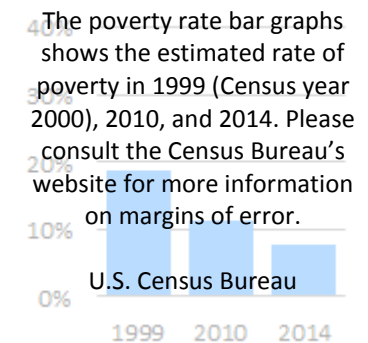 The poverty rate bar graphs
shows the estimated rate of
poverty in 1999 (Census year
2000), 2010, and 2014. Please
consult the Census Bureau’s
website for more information
on margins of error.
U.S. Census Bureau
40%
30%
20%
10%
0%
1999 2010 2014